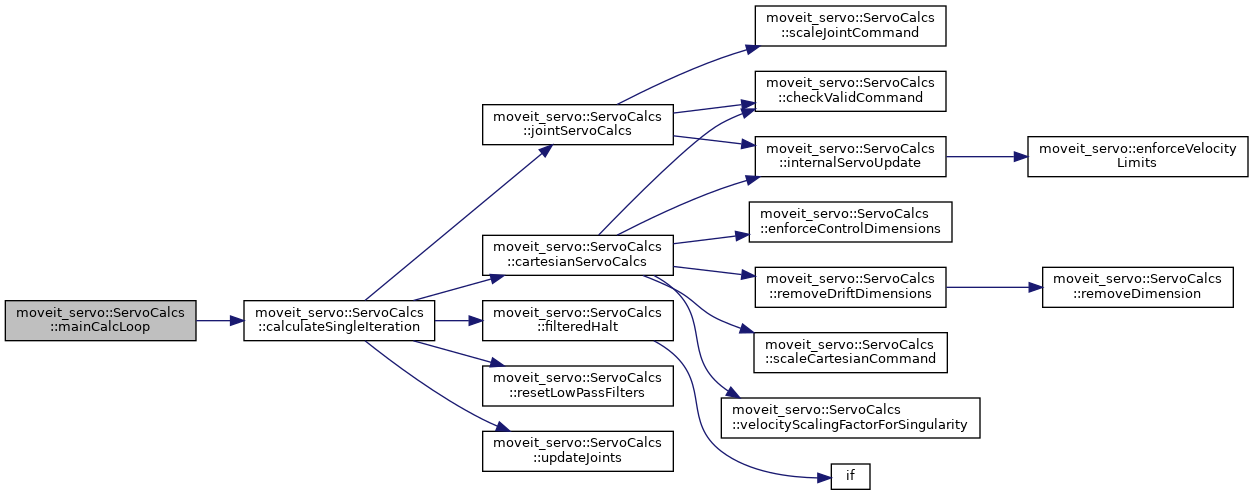 moveit_servo::ServoCalcs
::mainCalcLoop
moveit_servo::ServoCalcs
::calculateSingleIteration
moveit_servo::ServoCalcs
::jointServoCalcs
moveit_servo::ServoCalcs
::cartesianServoCalcs
moveit_servo::ServoCalcs
::filteredHalt
moveit_servo::ServoCalcs
::resetLowPassFilters
moveit_servo::ServoCalcs
::updateJoints
moveit_servo::ServoCalcs
::scaleJointCommand
moveit_servo::ServoCalcs
::checkValidCommand
moveit_servo::ServoCalcs
::internalServoUpdate
moveit_servo::ServoCalcs
::enforceControlDimensions
moveit_servo::ServoCalcs
::removeDriftDimensions
moveit_servo::ServoCalcs
::scaleCartesianCommand
moveit_servo::ServoCalcs
::velocityScalingFactorForSingularity
if
moveit_servo::enforceVelocity
Limits
moveit_servo::ServoCalcs
::removeDimension